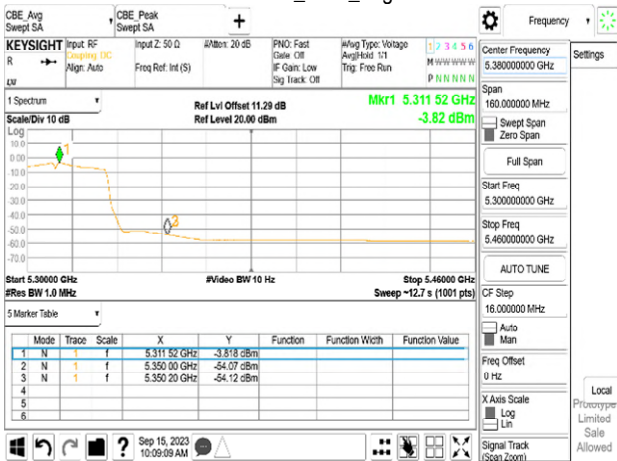 CBE_Avg
Swept SA
CBE_Peak
Swept SA
+
Frequency
KEYSIGHT
R
Input: RF
Coupling: DC
Align: Auto
Input Z: 50 Ω
Freq Ref: Int (S)
#Atten: 20 dB
PNO: Fast
Gate: Off
IF Gain: Low
Sig Track: Off
#Avg Type: Voltage
Avg|Hold: 1/1
Trig: Free Run
1 2 3 4 5 6
M W W W W W
P N N N N N
1 Spectrum
Scale/Div 10 dB
Ref Lvl Offset 11.29 dB
Ref Level 20.00 dBm
Mkr1 5.311 52 GHz
-3.82 dBm
Log
10.0
0.00
-10.0
-20.0
-30.0
-40.0
-50.0
-60.0
-70.0
1
3
Start 5.30000 GHz
#Res BW 1.0 MHz
#Video BW 10 Hz
Stop 5.46000 GHz
Sweep ~12.7 s (1001 pts)
5 Marker Table
Mode Trace Scale X Y Function Function Width Function Value
1 N 1 f 5.311 52 GHz -3.818 dBm
2 N 1 f 5.350 00 GHz -54.07 dBm
3 N 1 f 5.350 20 GHz -54.12 dBm
4
5
6
Sep 15, 2023
10:09:09 AM
?
Center Frequency
5.380000000 GHz
Span
160.000000 MHz
Swept Span
Zero Span
Full Span
Start Freq
5.300000000 GHz
Stop Freq
5.460000000 GHz
AUTO TUNE
CF Step
16.000000 MHz
Auto
Man
Freq Offset
0 Hz
X Axis Scale
Log
Lin
Signal Track
(Span Zoom)
Settings
Local
Prototype
Limited
Sale
Allowed